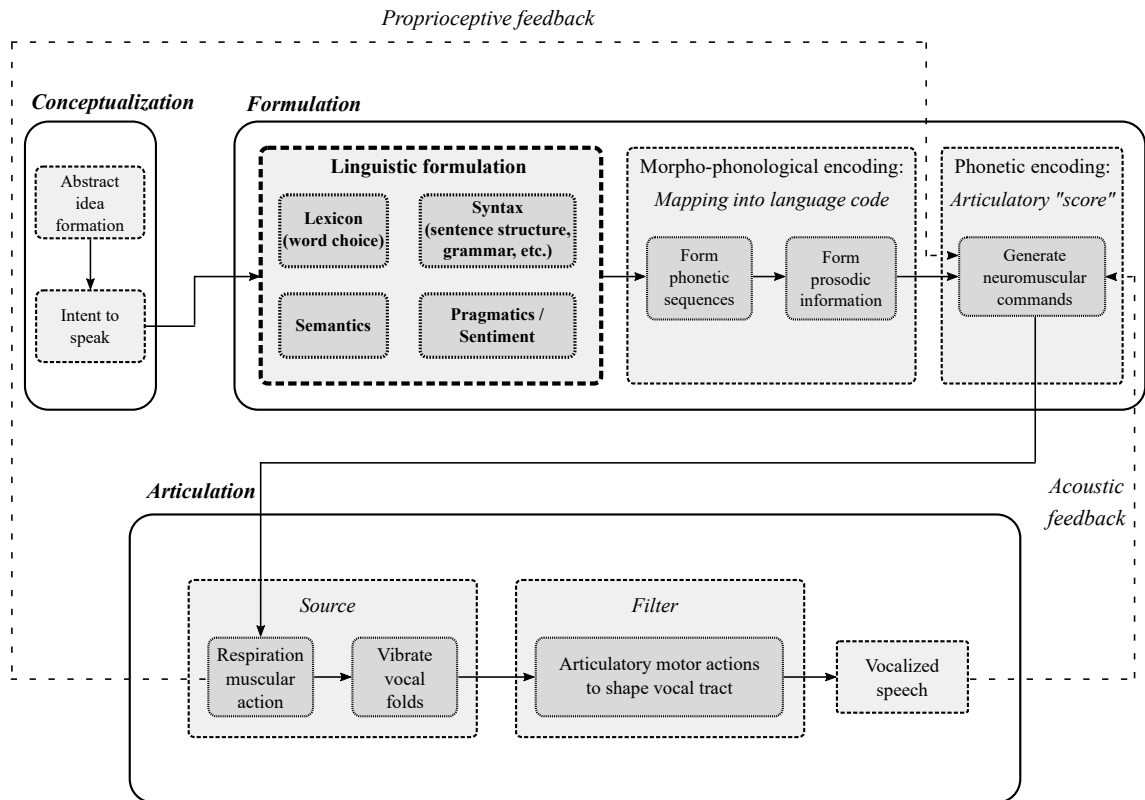 Proprioceptive feedback
Conceptualization
Formulation
Abstract
idea
formation
Intent to
speak
Linguistic formulation
Lexicon
(word choice)
Syntax
(sentence structure,
grammar, etc.)
Semantics
Pragmatics /
Sentiment
Morpho-phonological encoding:
Mapping into language code
Form
phonetic
sequences
Form
prosodic
information
Phonetic encoding:
Articulatory "score"
Generate
neuromuscular
commands
Acoustic
feedback
Articulation
Source
Respiration
muscular
action
Vibrate
vocal
folds
Filter
Articulatory motor actions
to shape vocal tract
Vocalized
speech